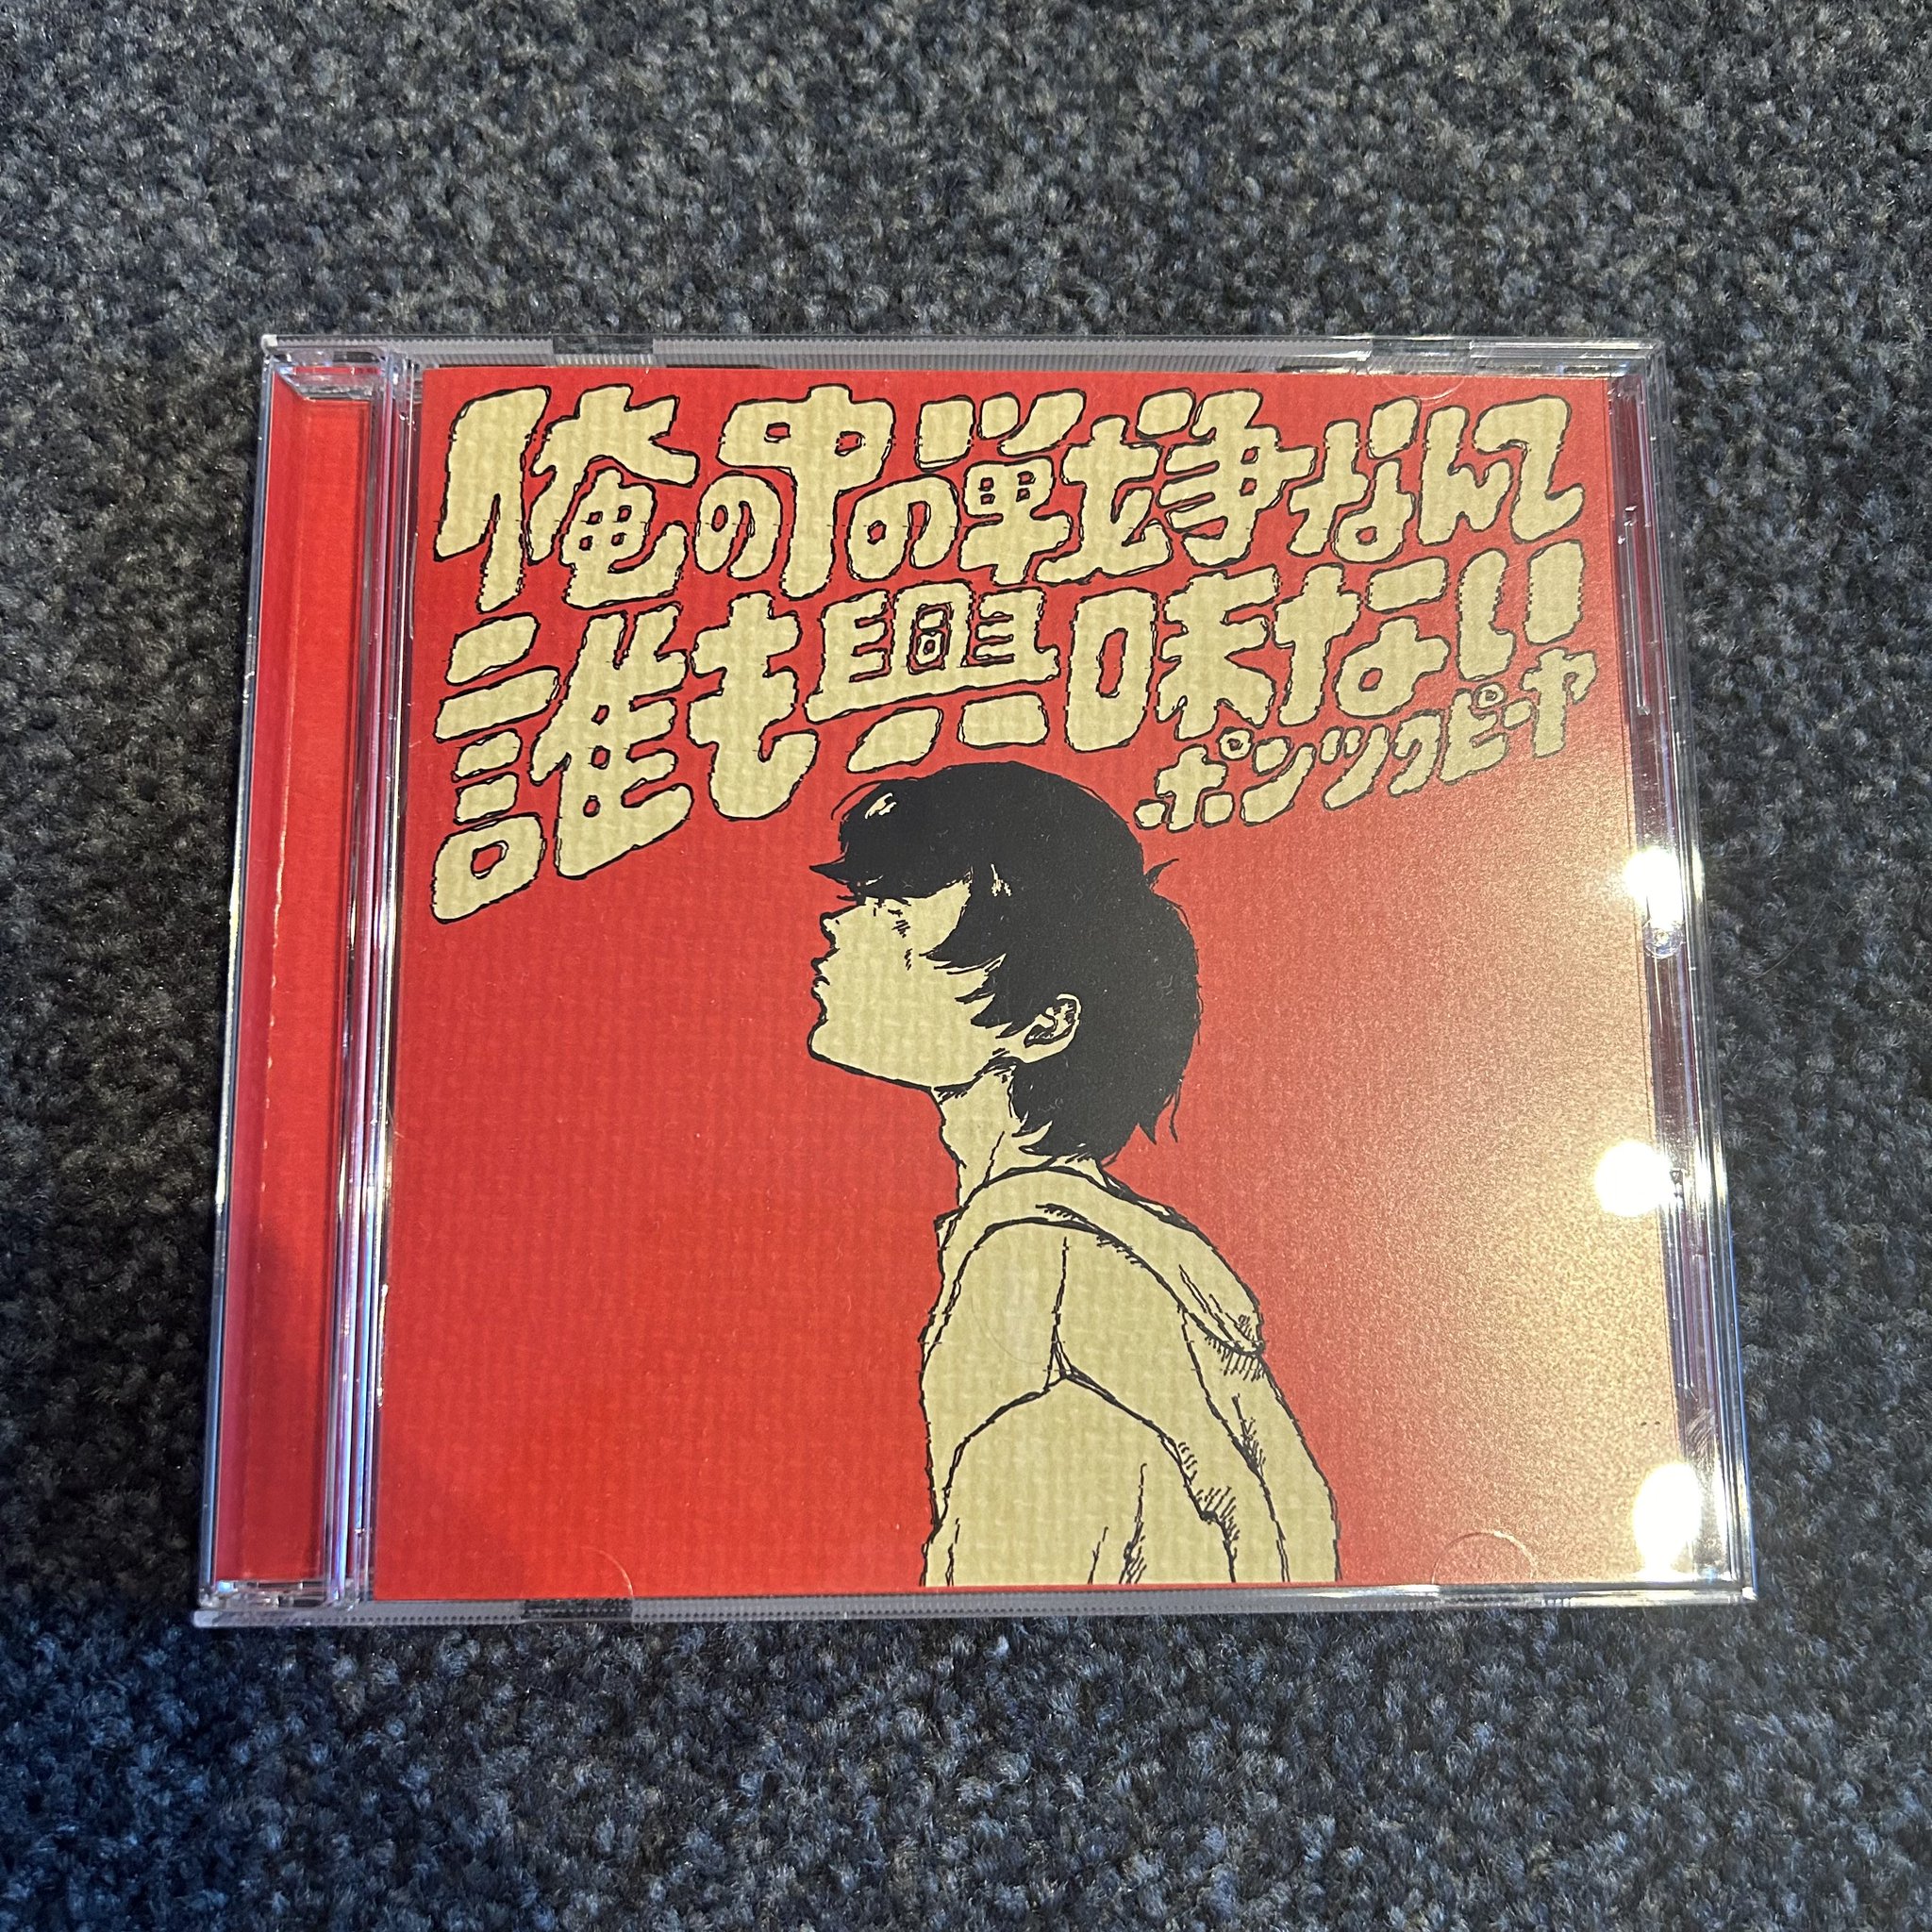 俺の中の戦争なんて
誰も興味ない
ポンツクピーヤ